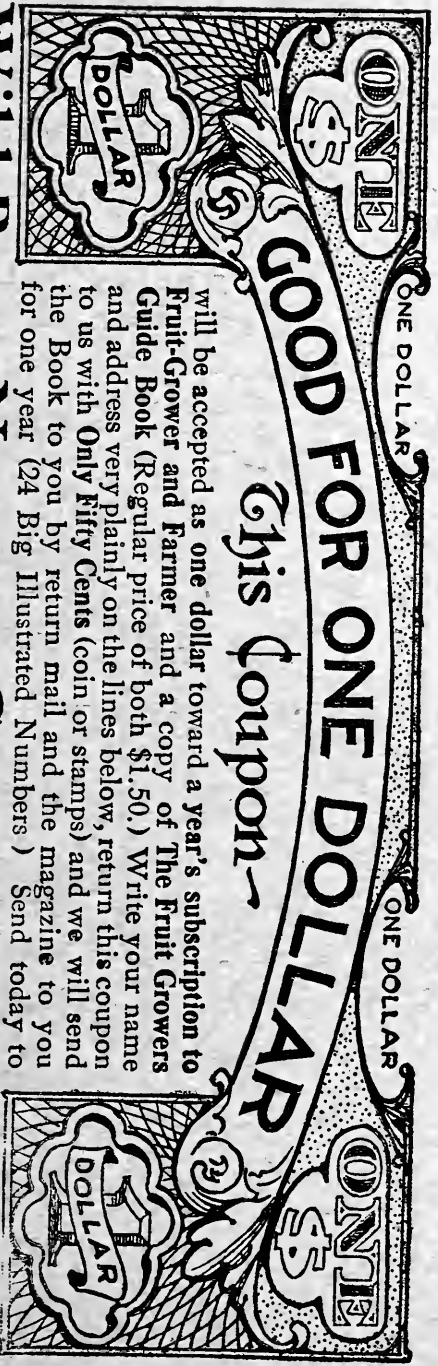 ONE DOLLAR
ONE DOLLAR
ONE
$
ONE
$
GOOD FOR ONE DOLLAR
This Coupon~
DOLLAR
1
DOLLAR
1
will be accepted as one dollar toward a year's subscription to
Fruit-Grower and Farmer and a copy of The Fruit Growers
Guide Book (Regular price of both $1.50.) Write your name
and address very plainly on the lines below, return this coupon
to us with Only Fifty Cents (coin or stamps) and we will send
the Book to you by return mail and the magazine to you
for one year (24 Big Illustrated Numbers) Send today to